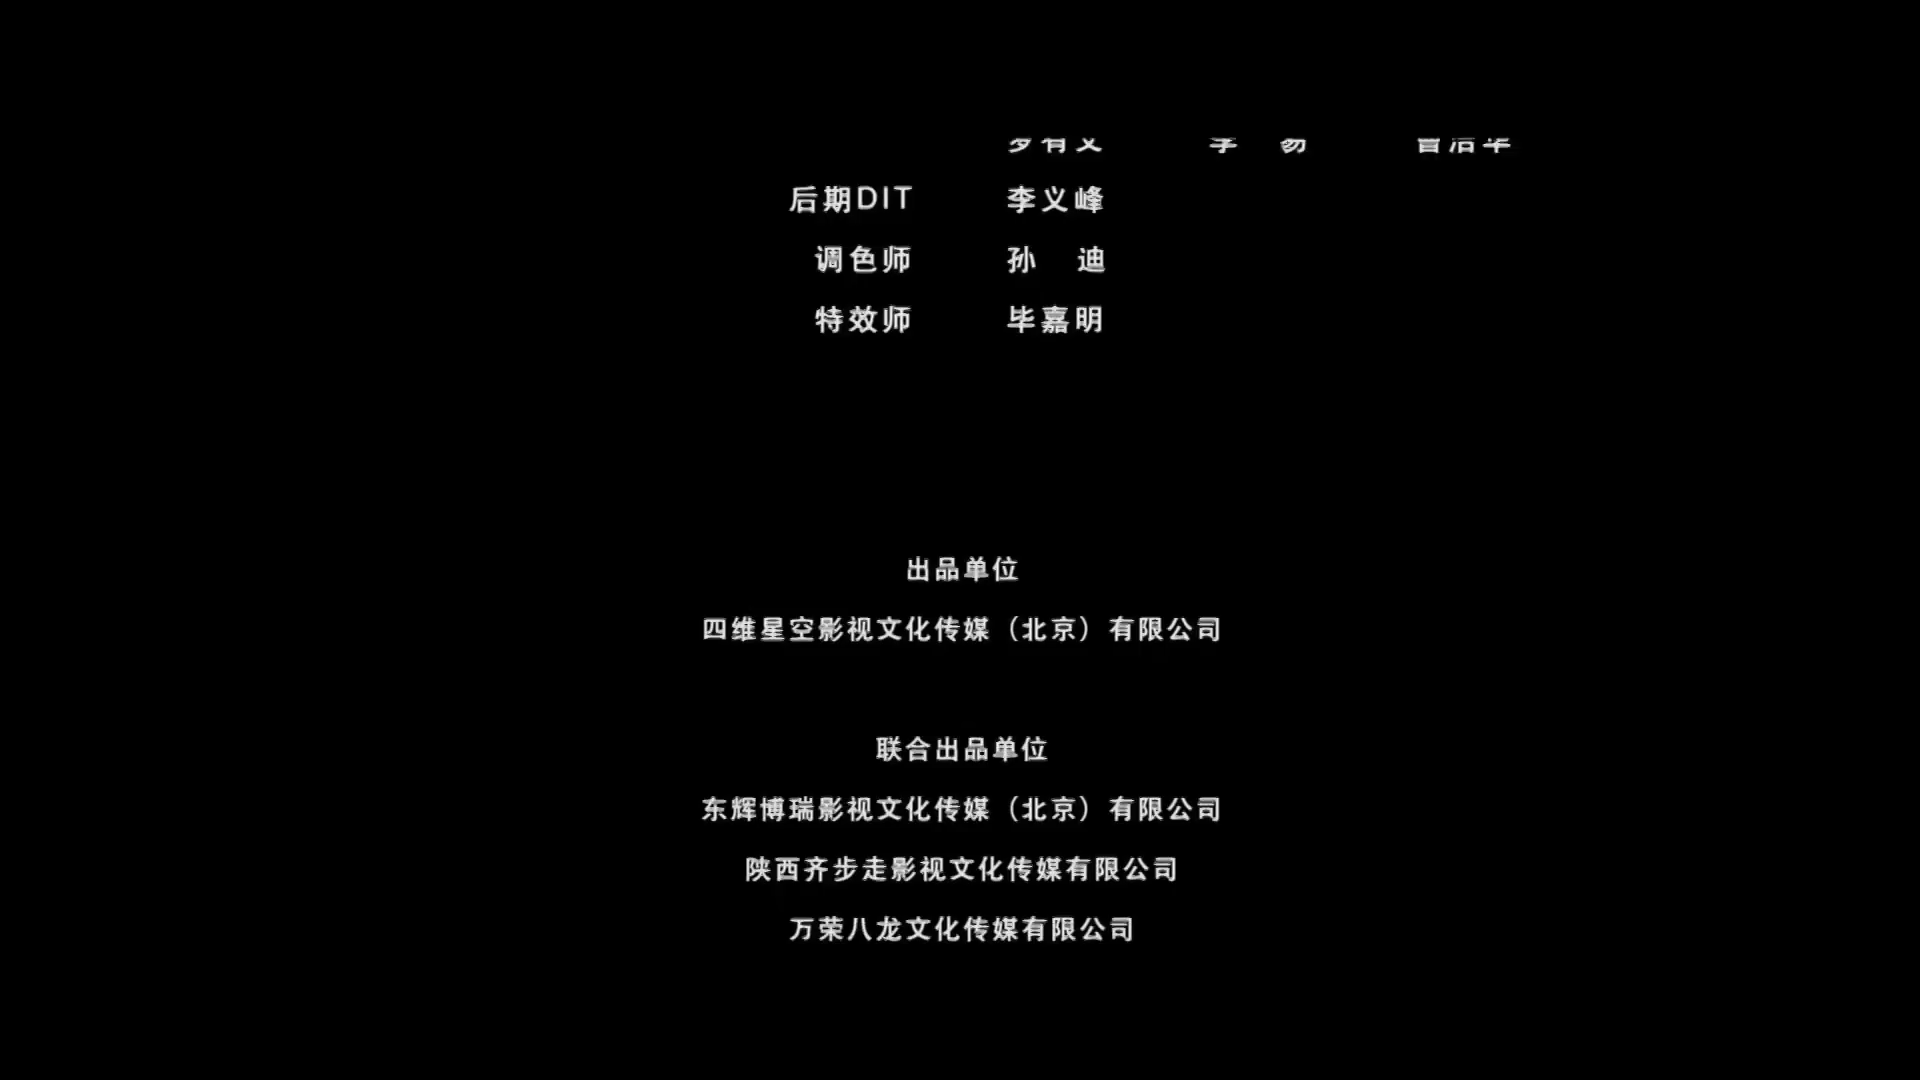 后期DIT 李义峰
调色师 孙 迪
特效师 毕嘉明
出品单位
四维星空影视文化传媒（北京）有限公司
联合出品单位
东辉博瑞影视文化传媒（北京）有限公司
陕西齐步走影视文化传媒有限公司
万荣八龙文化传媒有限公司